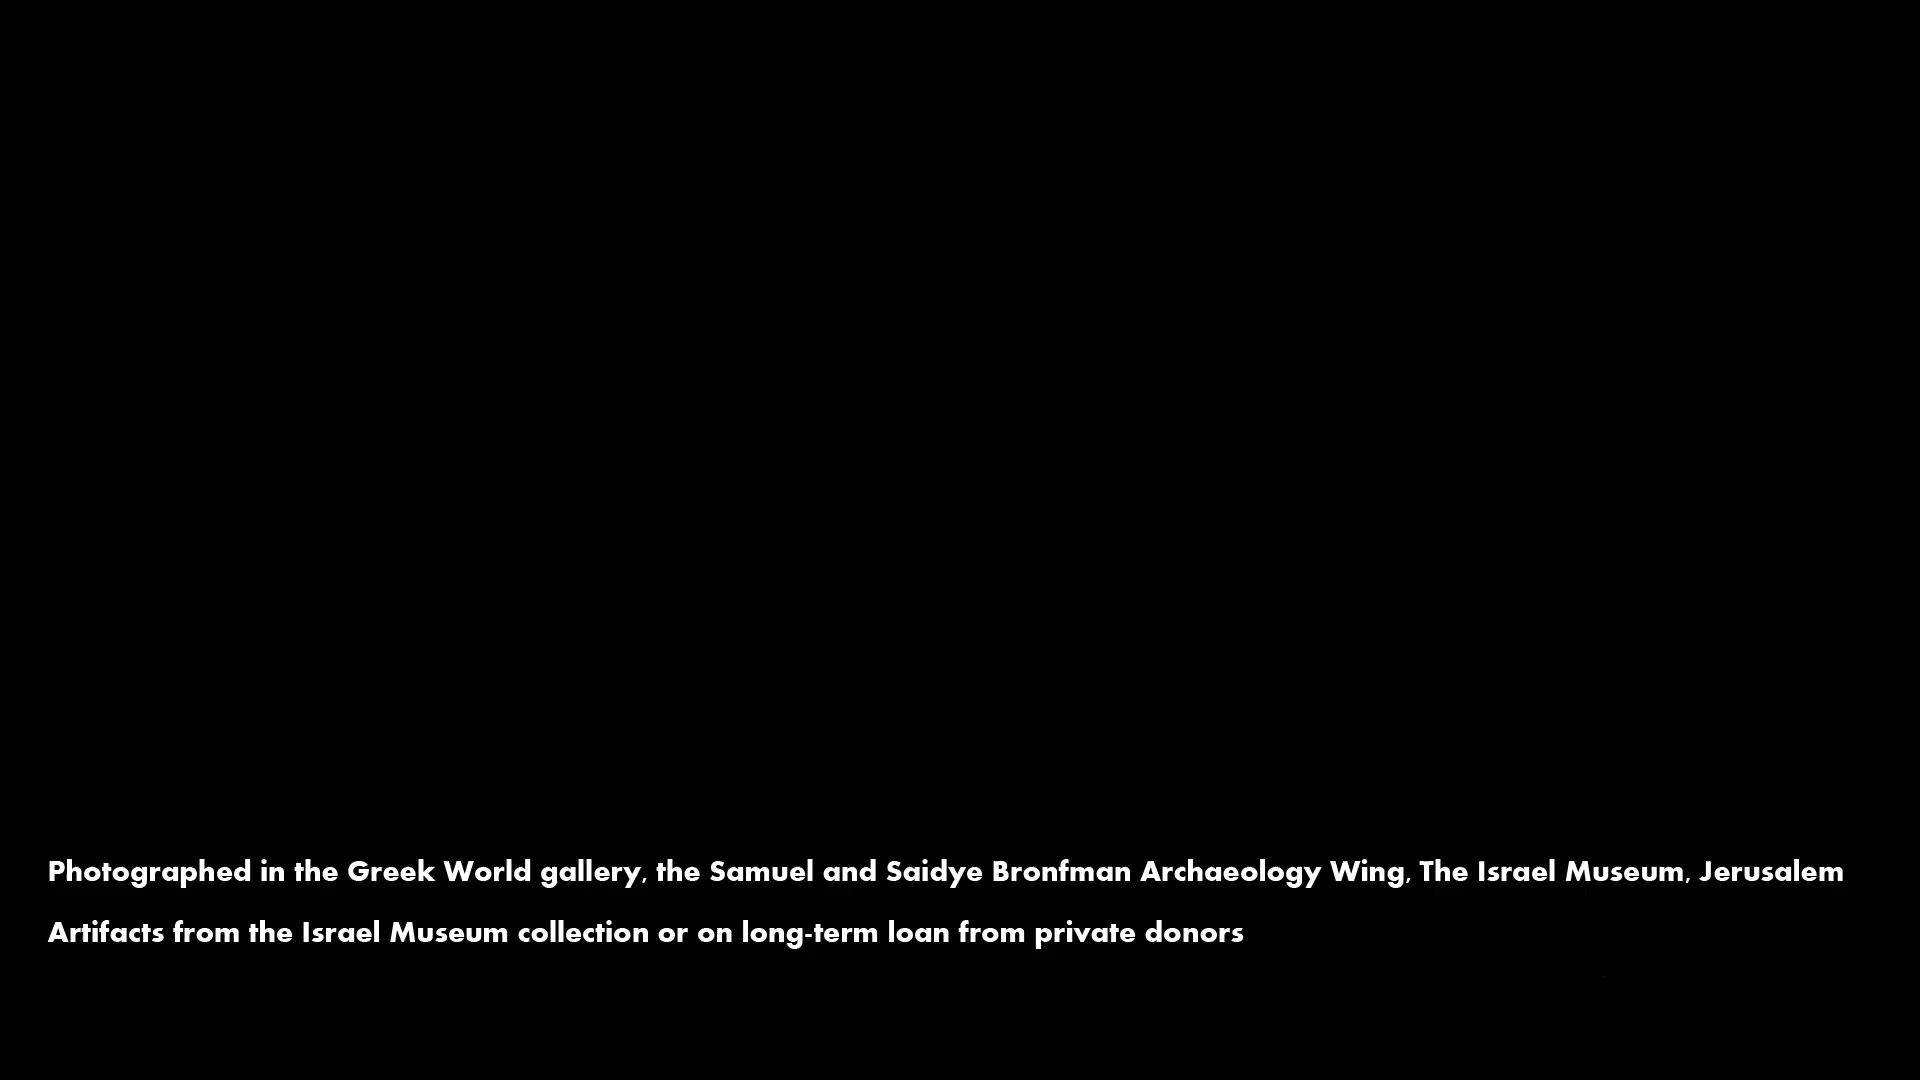 Photographed in the Greek World gallery, the Samuel and Saidye Bronfman Archaeology Wing, The Israel Museum, Jerusalem
Artifacts from the Israel Museum collection or on long-term loan from private donors